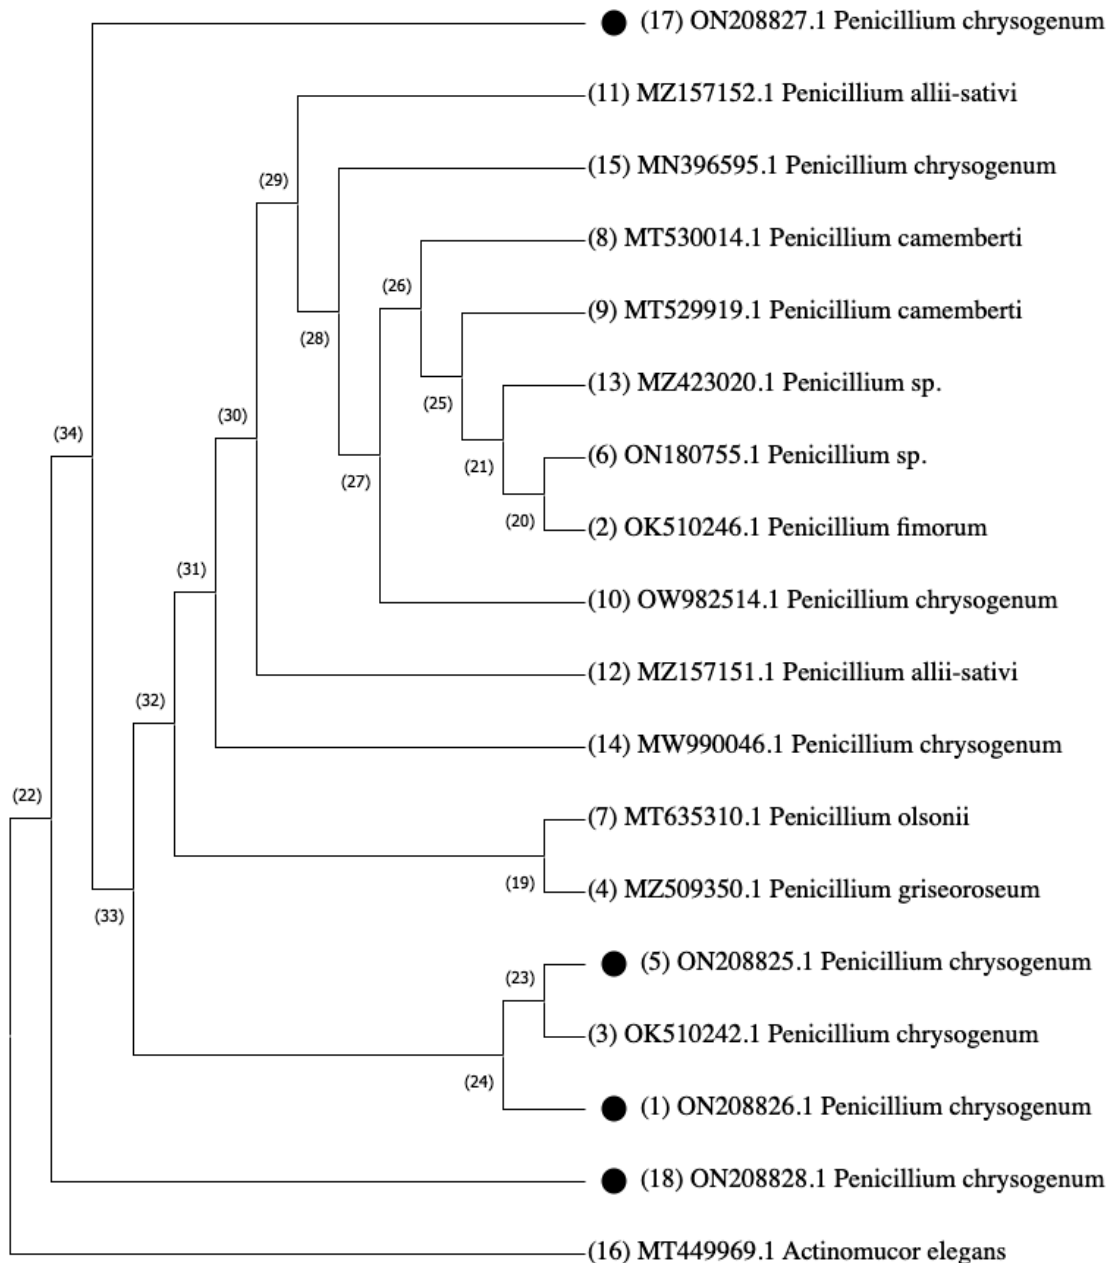 (17) ON208827.1 Penicillium chrysogenum
(11) MZ157152.1 Penicillium allii-sativi
(15) MN396595.1 Penicillium chrysogenum
(29)
(8) MT530014.1 Penicillium camemberti
(26)
(9) MT529919.1 Penicillium camemberti
(28)
(13) MZ423020.1 Penicillium sp.
(25)
(30)
(34)
(6) ON180755.1 Penicillium sp.
(21)
(27)
(20)
(2) OK510246.1 Penicillium fimorum
(31)
(10) OW982514.1 Penicillium chrysogenum
(12) MZ157151.1 Penicillium allii-sativi
(32)
(14) MW990046.1 Penicillium chrysogenum
(22)
(7) MT635310.1 Penicillium olsonii
(19)
(4) MZ509350.1 Penicillium griseoroseum
(33)
(5) ON208825.1 Penicillium chrysogenum
(23)
(3) OK510242.1 Penicillium chrysogenum
(24)
(1) ON208826.1 Penicillium chrysogenum
(18) ON208828.1 Penicillium chrysogenum
(16) MT449969.1 Actinomucor elegans